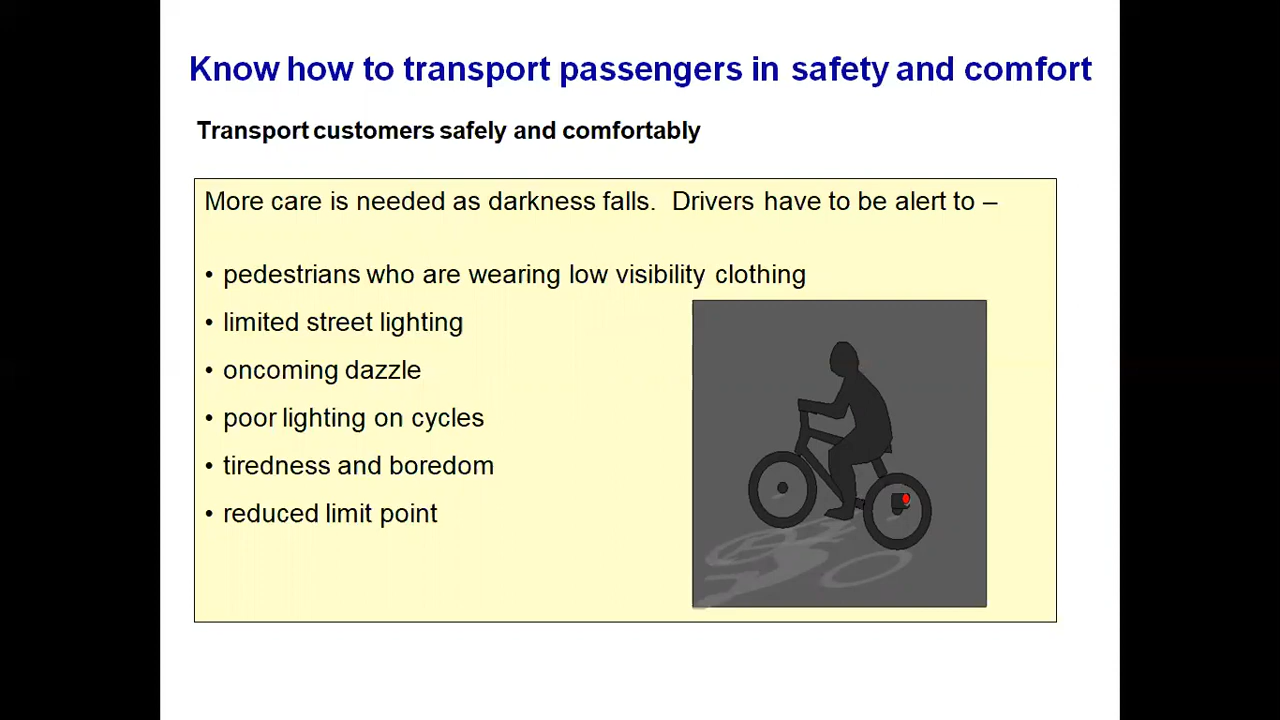 Know how to transport passengers in safety and comfort
Transport customers safely and comfortably
More care is needed as darkness falls.  Drivers have to be alert to –
• pedestrians who are wearing low visibility clothing
• limited street lighting
• oncoming dazzle
• poor lighting on cycles
• tiredness and boredom
• reduced limit point